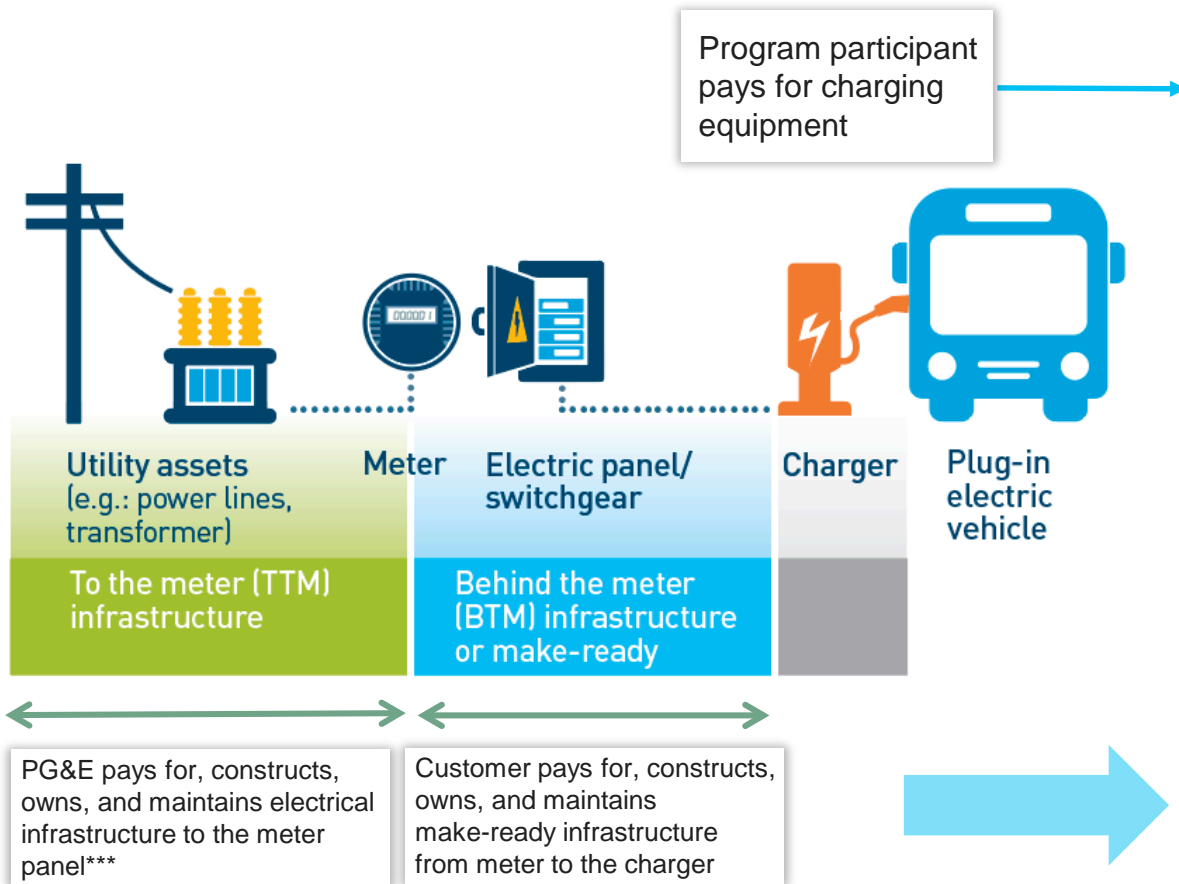 Program participant
pays for charging
equipment
000001
Utility assets
(e.g.: power lines,
transformer)
Meter
Electric panel/
switchgear
Charger
Plug-in
electric
vehicle
To the meter (TTM)
infrastructure
Behind the meter
(BTM) infrastructure
or make-ready
PG&E pays for, constructs,
owns, and maintains electrical
infrastructure to the meter
panel***
Customer pays for, constructs,
owns, and maintains
make-ready infrastructure
from meter to the charger